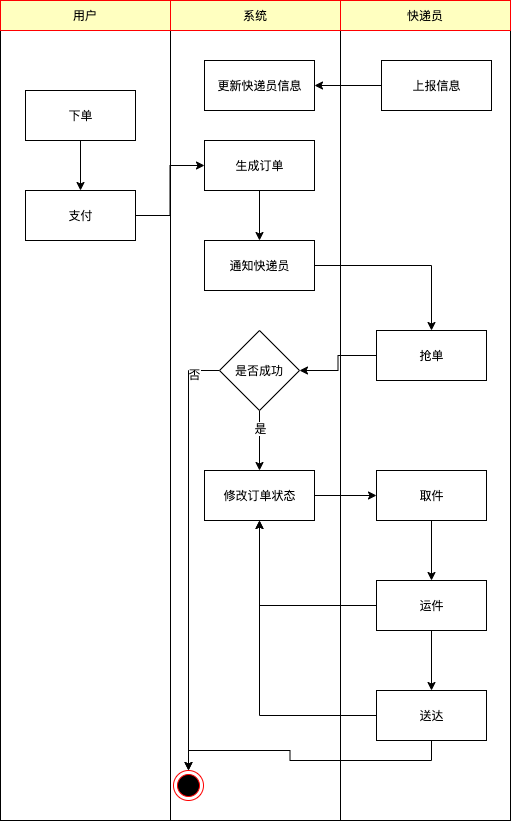 用户
系统
快递员
更新快递员信息
上报信息
下单
生成订单
支付
通知快递员
抢单
是否成功
否
是
修改订单状态
取件
运件
送达